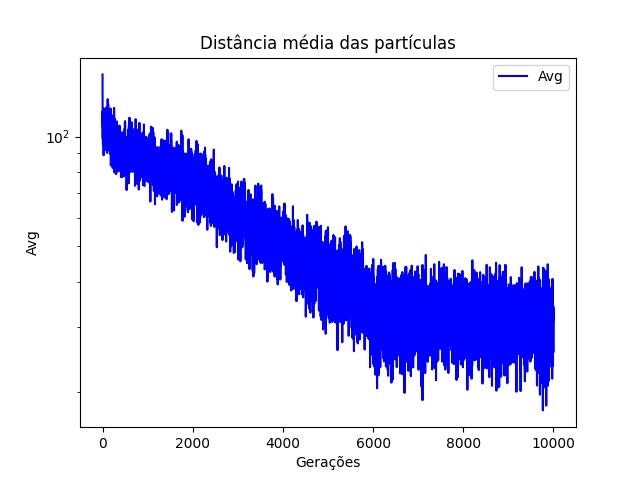 Distância média das partículas
Avg
10²
Avg
0 2000 4000 6000 8000 10000
Gerações